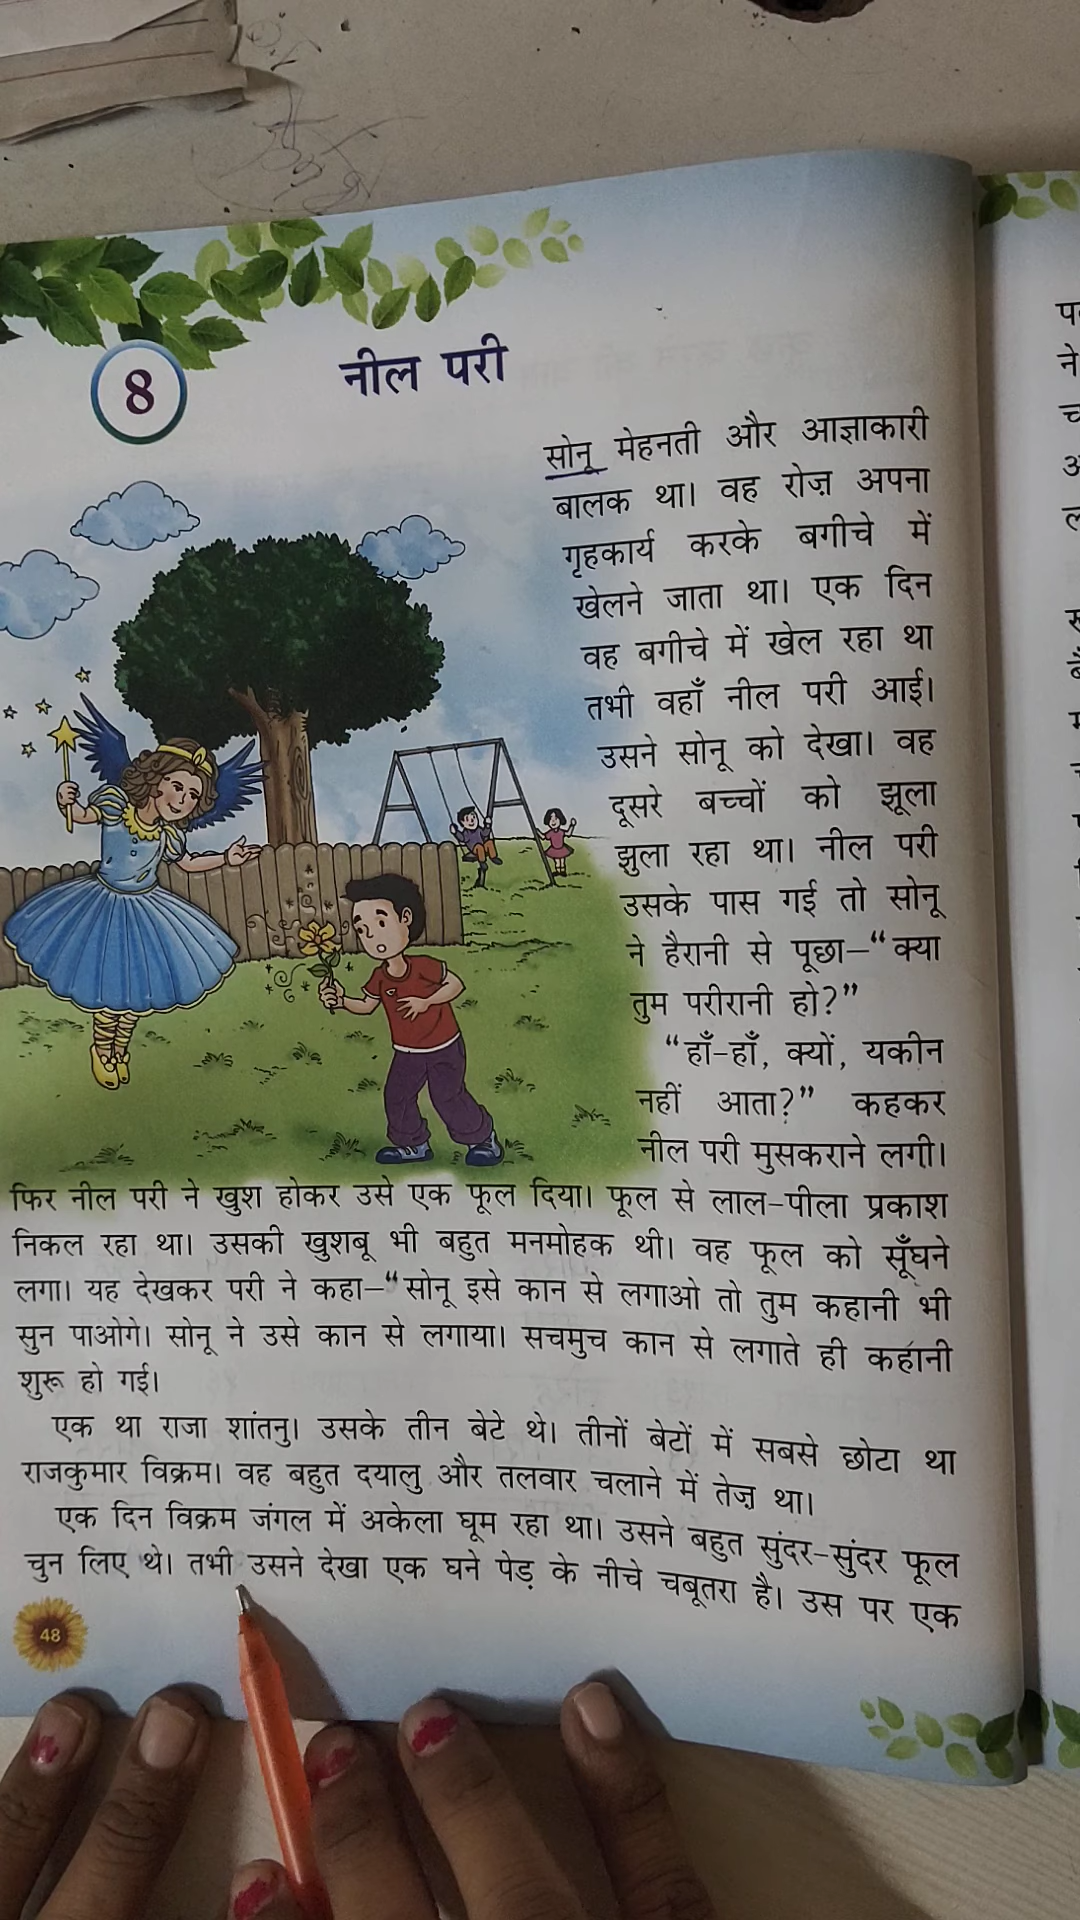 8
नील परी
सोनू मेहनती और आज्ञाकारी
बालक था। वह रोज़ अपना
गृहकार्य करके बगीचे में
खेलने जाता था। एक दिन
वह बगीचे में खेल रहा था
तभी वहाँ नील परी आई।
उसने सोनू को देखा। वह
दूसरे बच्चों को झूला
झुला रहा था। नील परी
उसके पास गई तो सोनू
ने हैरानी से पूछा–“क्या
तुम परीरानी हो?”
“हाँ-हाँ, क्यों, यकीन
नहीं आता?” कहकर
नील परी मुसकराने लगी।
फिर नील परी ने खुश होकर उसे एक फूल दिया। फूल से लाल-पीला प्रकाश
निकल रहा था। उसकी खुशबू भी बहुत मनमोहक थी। वह फूल को सूँघने
लगा। यह देखकर परी ने कहा–“सोनू इसे कान से लगाओ तो तुम कहानी भी
सुन पाओगे। सोनू ने उसे कान से लगाया। सचमुच कान से लगाते ही कहानी
शुरू हो गई।
एक था राजा शांतनु। उसके तीन बेटे थे। तीनों बेटों में सबसे छोटा था
राजकुमार विक्रम। वह बहुत दयालु और तलवार चलाने में तेज़ था।
एक दिन विक्रम जंगल में अकेला घूम रहा था। उसने बहुत सुंदर-सुंदर फूल
चुन लिए थे। तभी उसने देखा एक घने पेड़ के नीचे चबूतरा है। उस पर एक
48